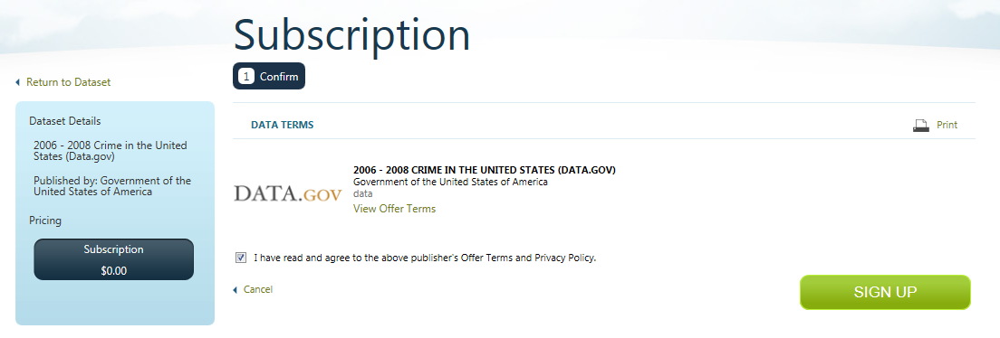 Subscription
1 Confirm
Return to Dataset
Dataset Details
2006 - 2008 Crime in the United
States (Data.gov)
Published by: Government of the
United States of America
Pricing
Subscription
$0.00
DATA TERMS
Print
DATA.GOV
2006 - 2008 CRIME IN THE UNITED STATES (DATA.GOV)
Government of the United States of America
data
View Offer Terms
I have read and agree to the above publisher's Offer Terms and Privacy Policy.
Cancel
SIGN UP